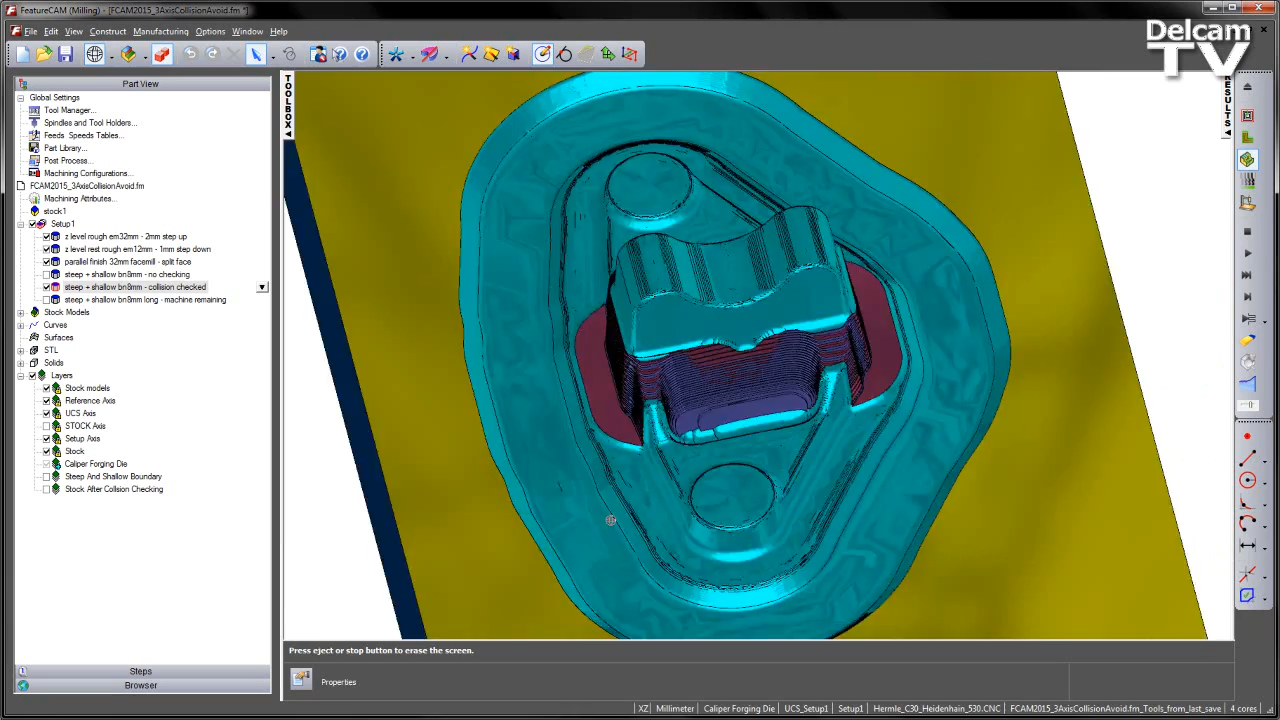 FeatureCAM (Milling) - [FCAM2015_3AxisCollisionAvoid.fm *]
Delcam
TV
File Edit View Construct Manufacturing Options Window Help
Part View
Global Settings
Tool Manager...
Spindles and Tool Holders...
Feeds Speeds Tables...
Part Library...
Post Process...
Machining Configurations...
FCAM2015_3AxisCollisionAvoid.fm
Machining Attributes...
stock1
Setup1
z level rough em32mm - 2mm step up
z level rest rough em12mm - 1mm step down
parallel finish 32mm facemill - split face
steep + shallow bn8mm - no checking
steep + shallow bn8mm - collision checked
steep + shallow bn8mm long - machine remaining
Stock Models
Curves
Surfaces
STL
Solids
Layers
Stock models
Reference Axis
UCS Axis
STOCK Axis
Setup Axis
Stock
Caliper Forging Die
Steep And Shallow Boundary
Stock After Collsion Checking
Steps
Browser
TOOLBOX
RESULTS
Press eject or stop button to erase the screen.
Properties
XZ Millimeter Caliper Forging Die UCS_Setup1 Setup1 Hermle_C30_Heidenhain_530.CNC FCAM2015_3AxisCollisionAvoid.fm_Tools_from_last_save 4 cores